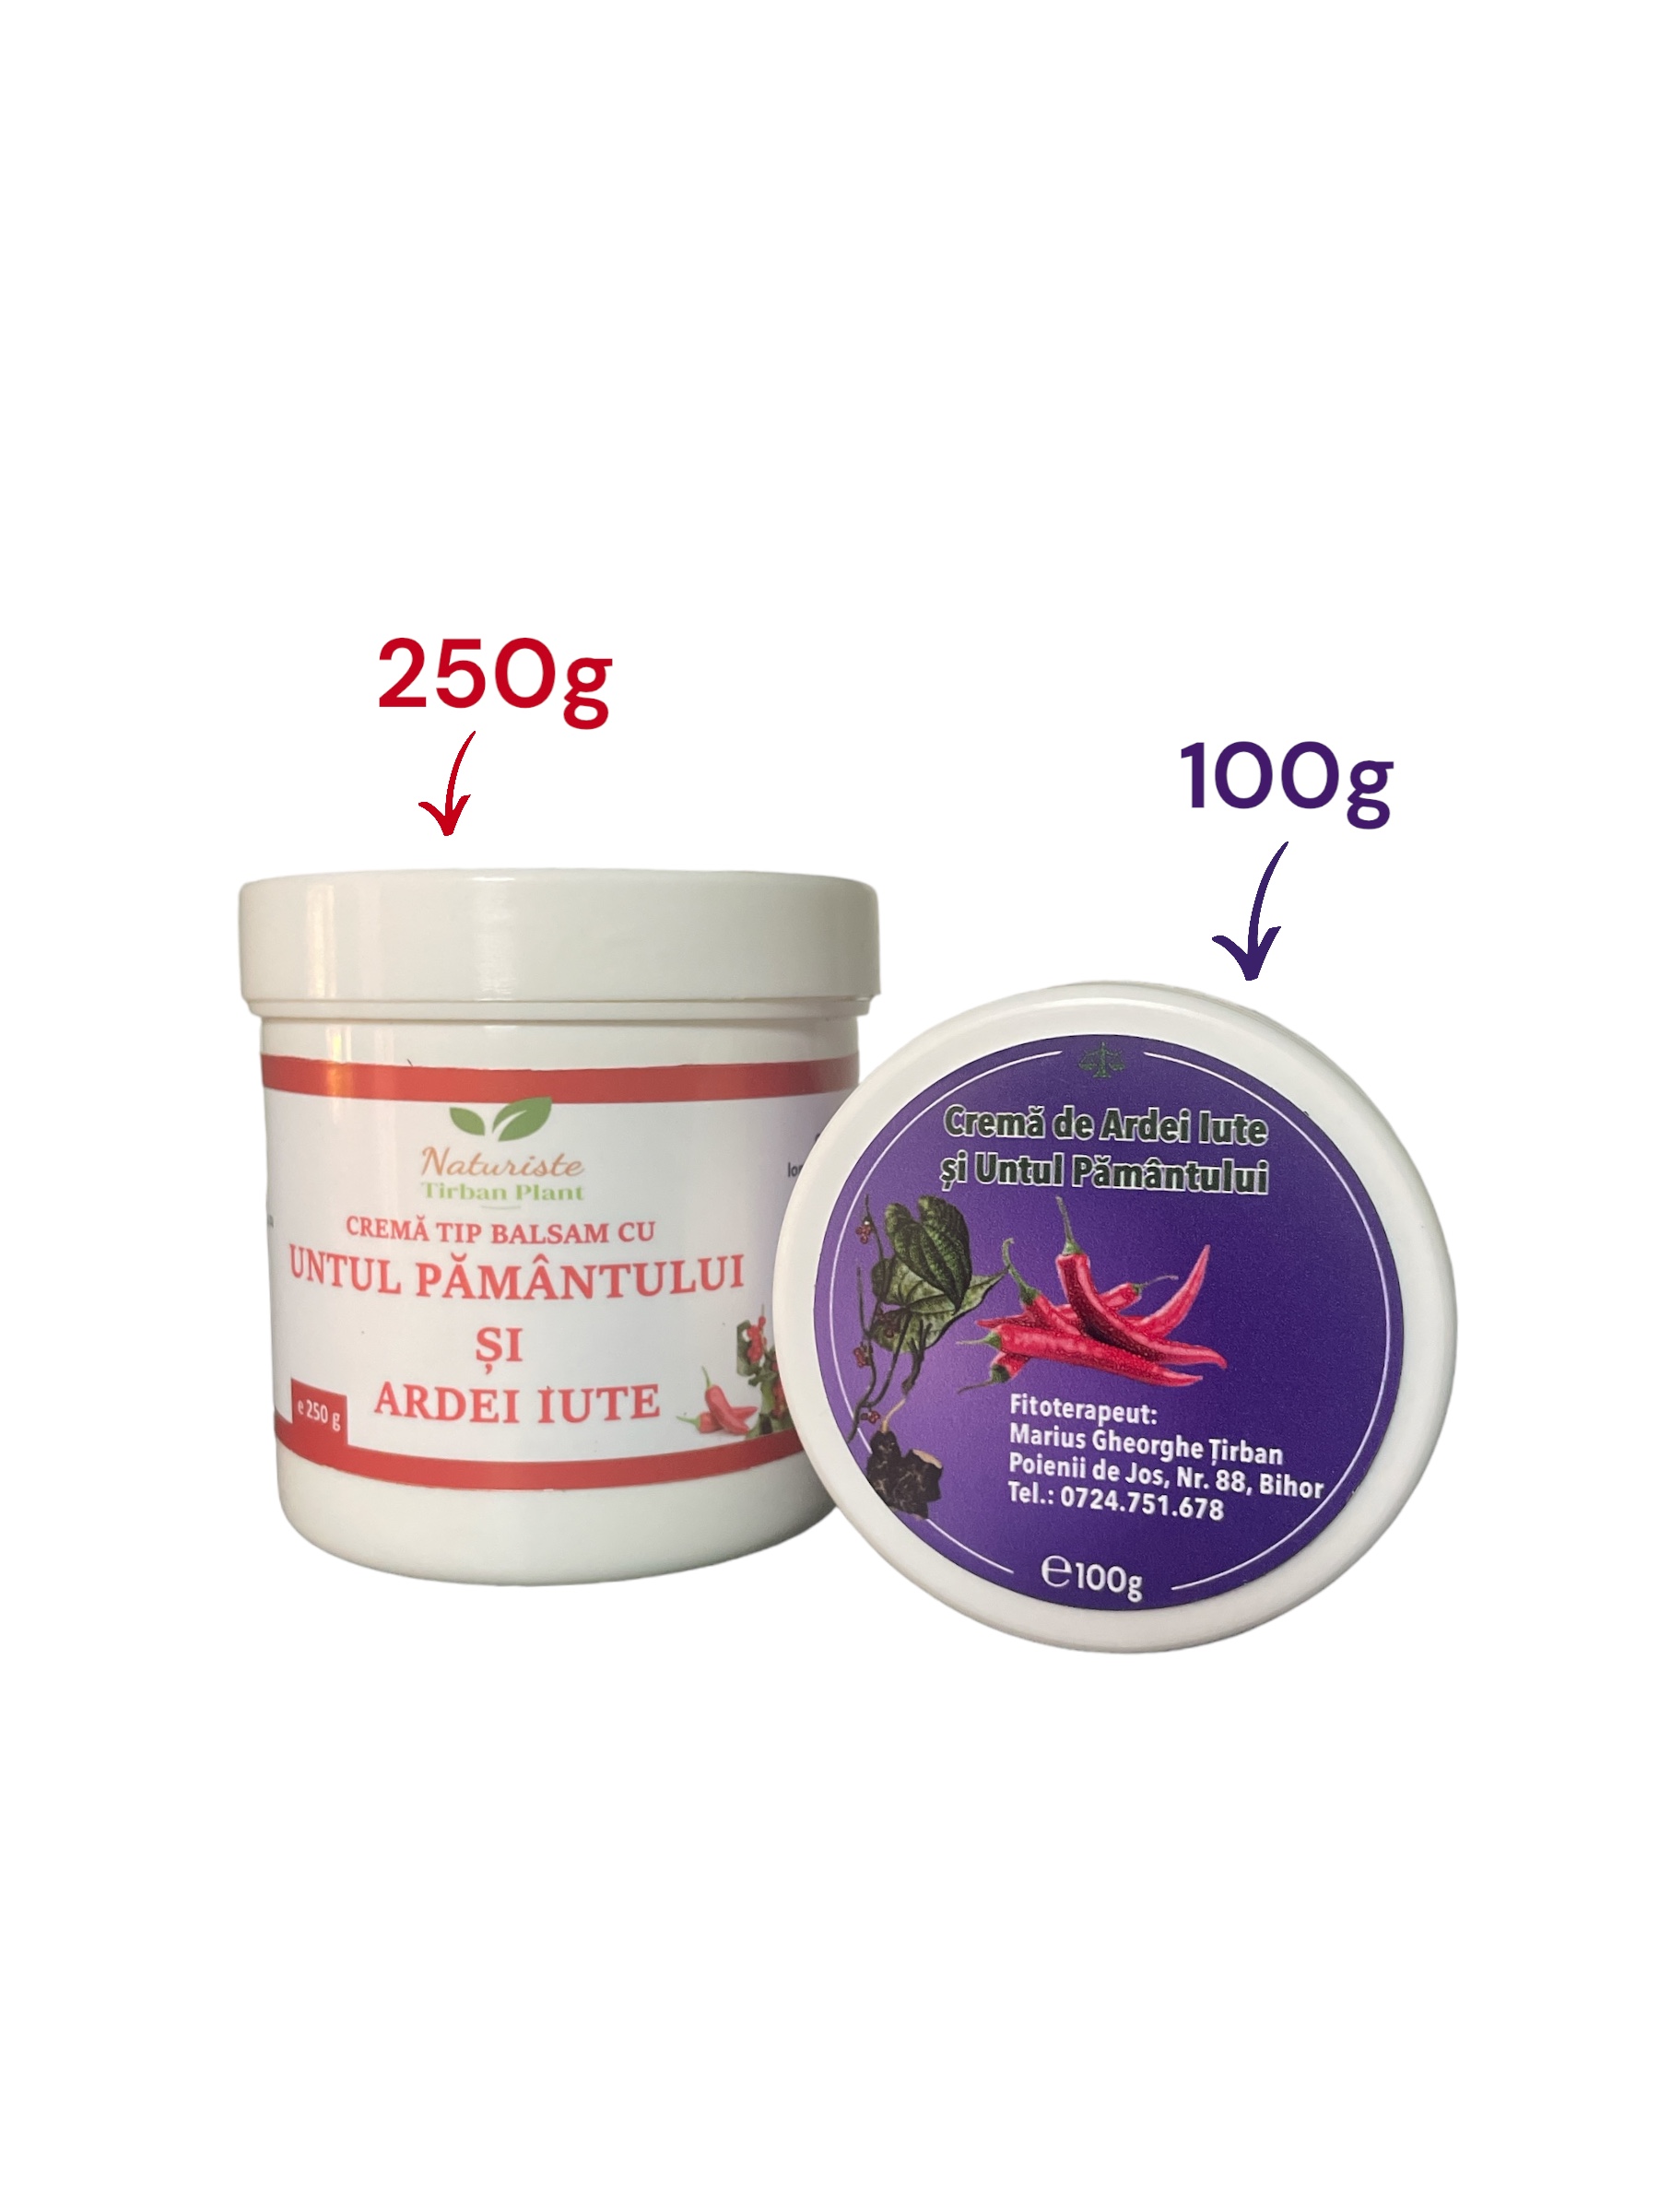 250g
100g
Naturiste
Tirban Plant
CREMĂ TIP BALSAM CU
UNTUL PĂMÂNTULUI
ȘI
ARDEI IUTE
e 250 g
Cremă de Ardei Iute
și Untul Pământului
Fitoterapeut:
Marius Gheorghe Țirban
Poienii de Jos, Nr. 88, Bihor
Tel.: 0724.751.678
℮100g